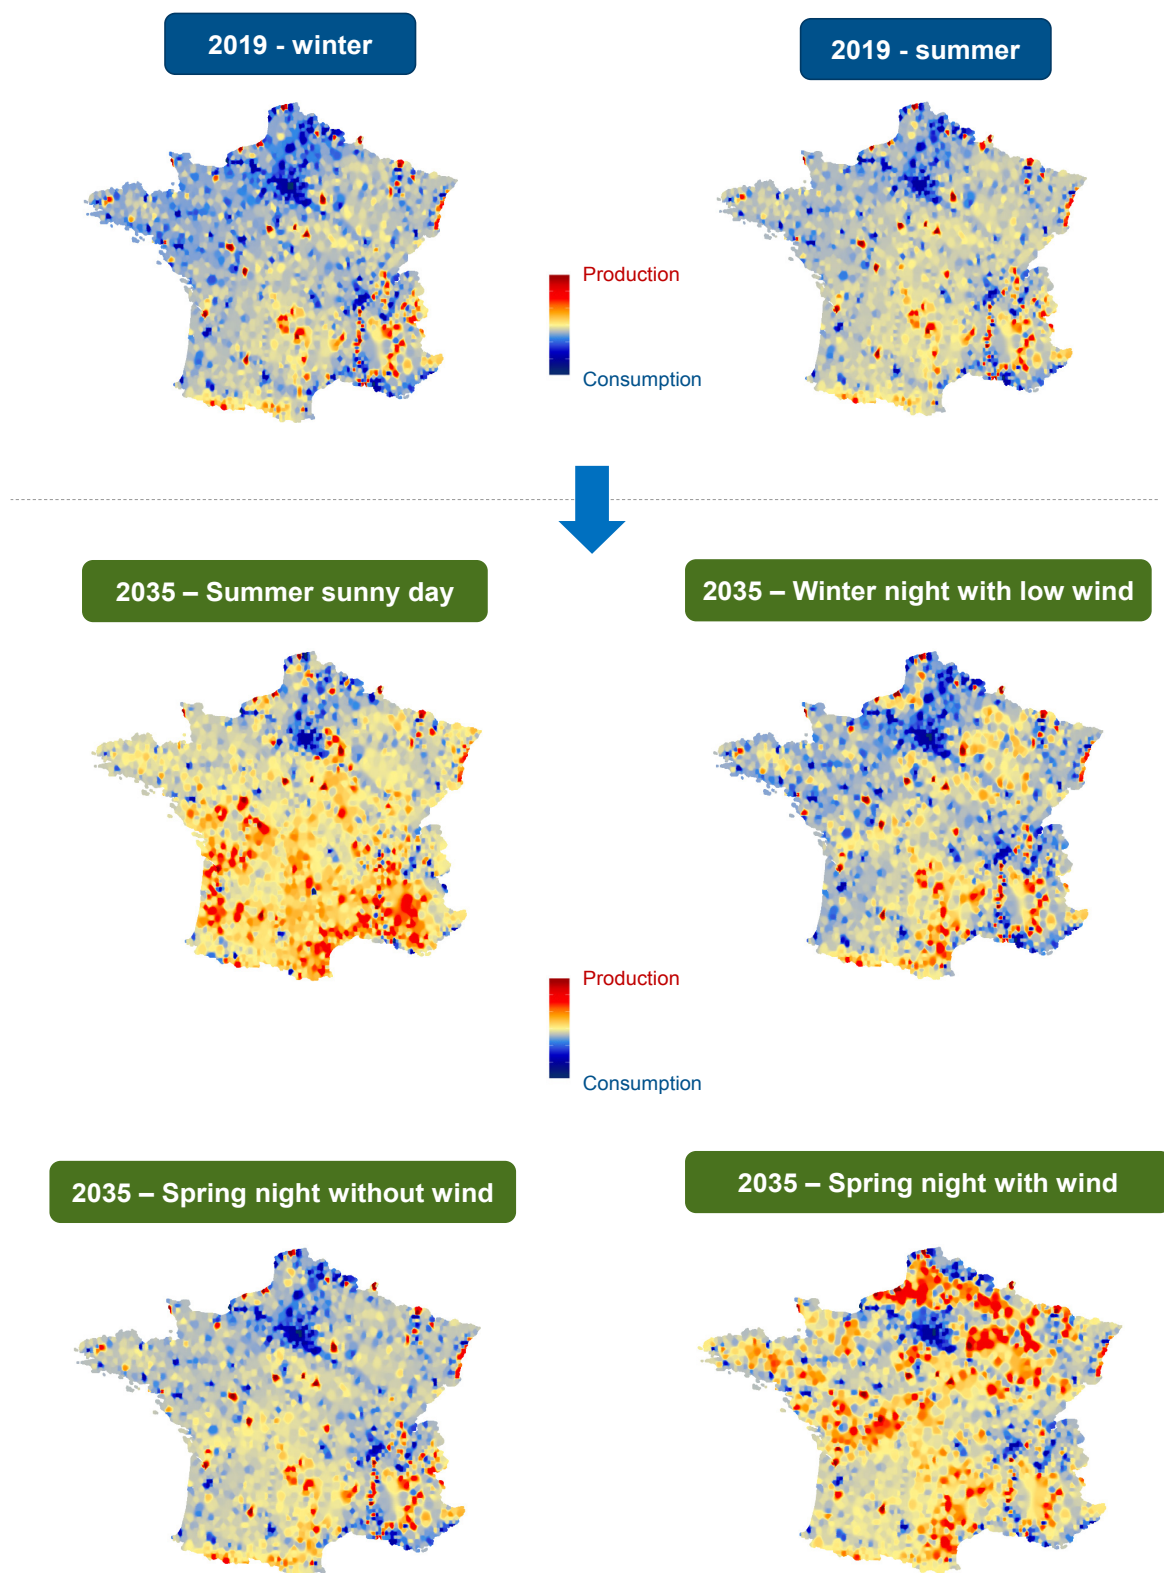 2019 - winter
2019 - summer
Production
Consumption
2035 – Summer sunny day
2035 – Winter night with low wind
Production
Consumption
2035 – Spring night without wind
2035 – Spring night with wind